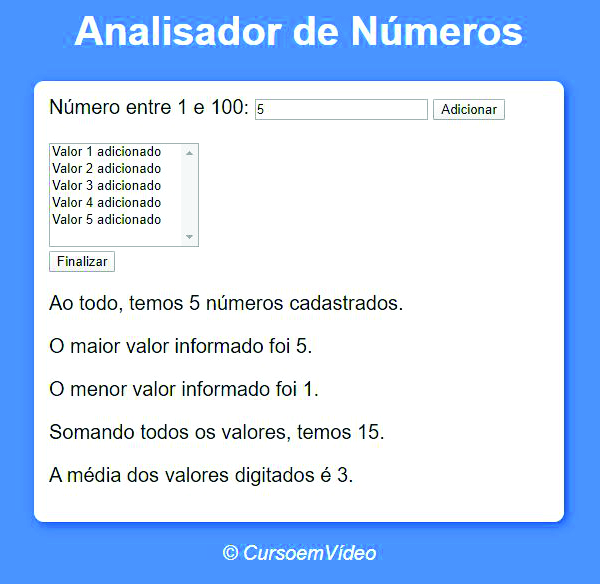 Analisador de Números
Número entre 1 e 100: 5 Adicionar
Valor 1 adicionado
Valor 2 adicionado
Valor 3 adicionado
Valor 4 adicionado
Valor 5 adicionado
Finalizar
Ao todo, temos 5 números cadastrados.
O maior valor informado foi 5.
O menor valor informado foi 1.
Somando todos os valores, temos 15.
A média dos valores digitados é 3.
© CursoemVídeo